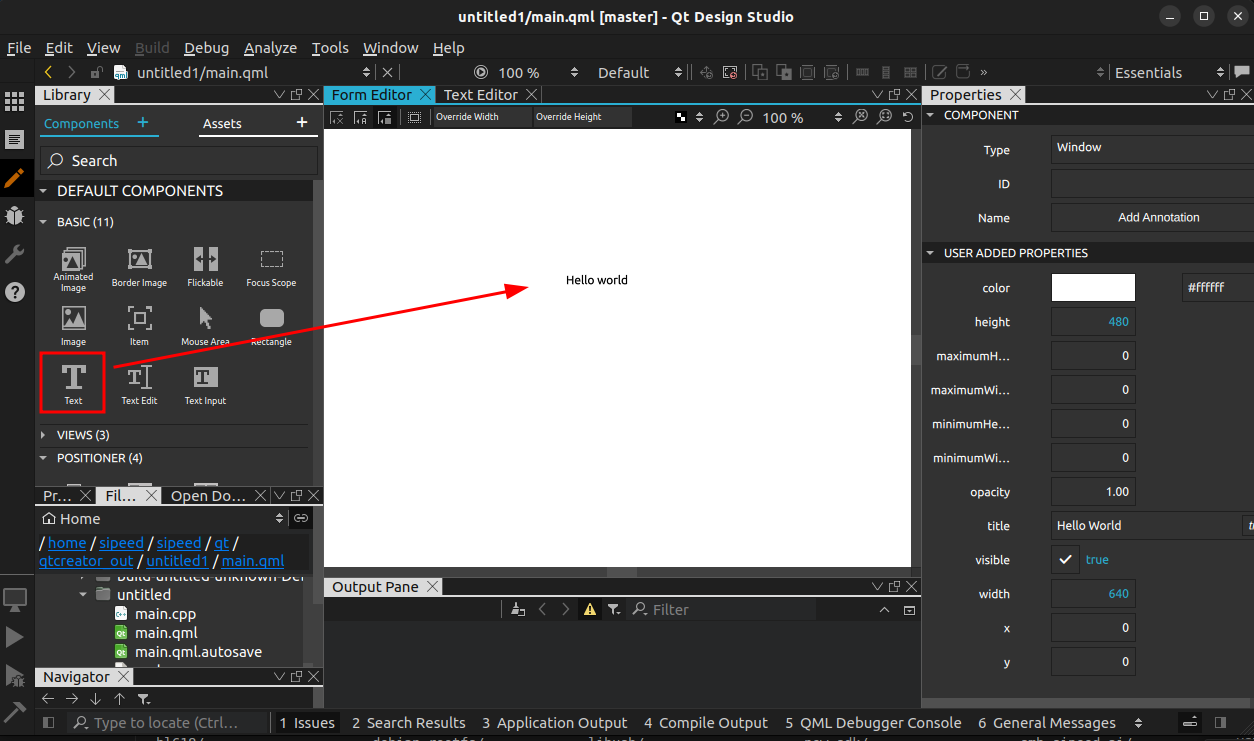 untitled1/main.qml [master] - Qt Design Studio
File Edit View Build Debug Analyze Tools Window Help
untitled1/main.qml 100 % Default » Essentials
Library Form Editor Text Editor Properties
Components + Assets + Override Width Override Height 100 % COMPONENT
Search
DEFAULT COMPONENTS
BASIC (11)
Animated Image
Border Image Flickable Focus Scope
Image Item Mouse Area Rectangle
Text Text Edit Text Input
VIEWS (3)
POSITIONER (4)
Hello world
Type Window
ID
Name Add Annotation
USER ADDED PROPERTIES
color #ffffff
height 480
maximumH... 0
maximumWi... 0
minimumHe... 0
minimumWi... 0
opacity 1.00
title Hello World
visible true
width 640
x 0
y 0
Pr... Fil... Open Do...
Home
/ home / sipeed / sipeed / qt /
qtcreator_out / untitled1 / main.qml
build-untitled-unknown-De
untitled
main.cpp
main.qml
main.qml.autosave
Output Pane
Filter
Navigator
Type to locate (Ctrl... 1 Issues 2 Search Results 3 Application Output 4 Compile Output 5 QML Debugger Console 6 General Messages